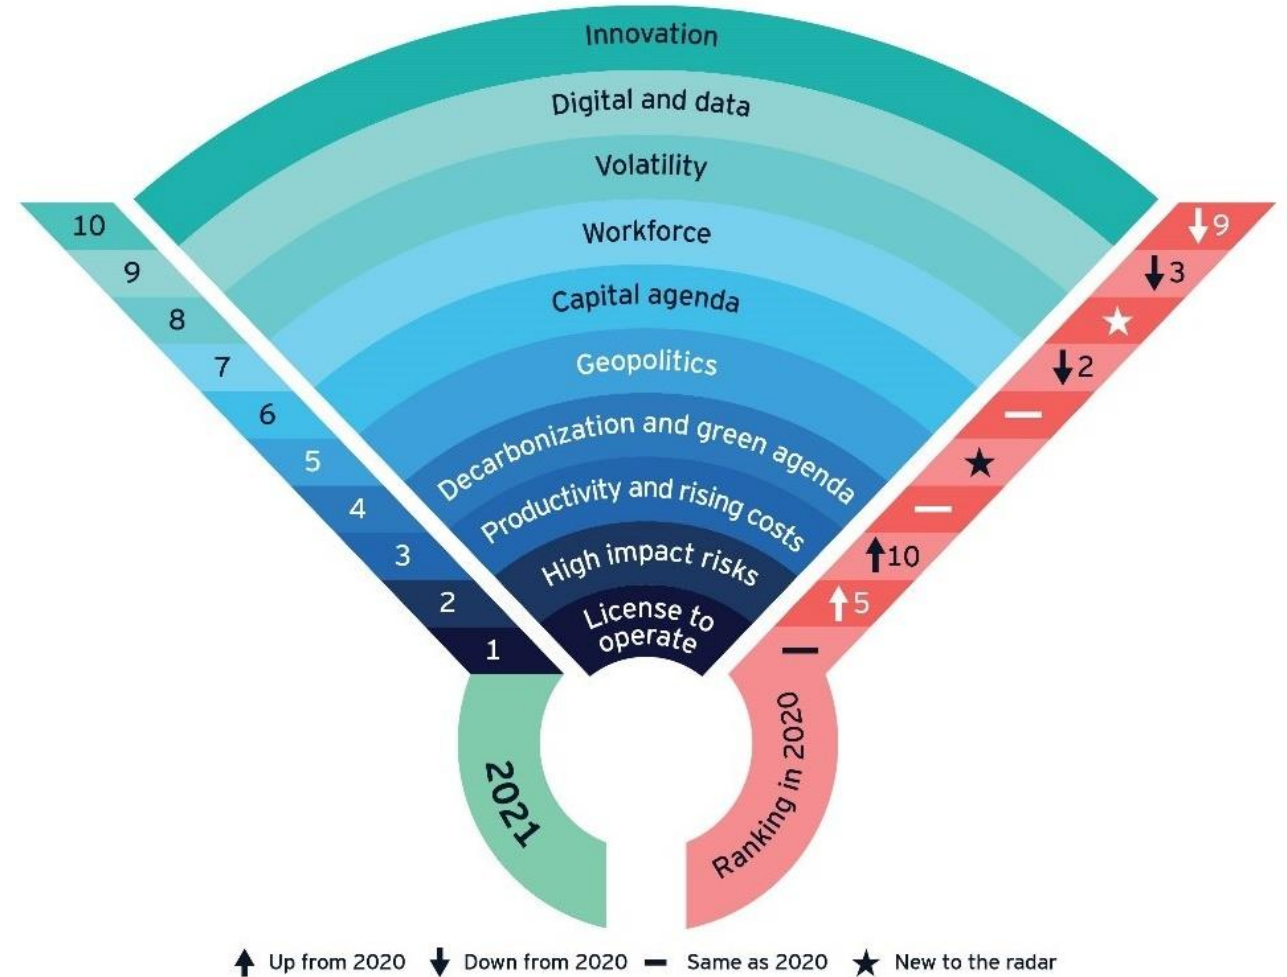 Innovation
Digital and data
Volatility
Workforce
Capital agenda
Geopolitics
Decarbonization and green agenda
Productivity and rising costs
High impact risks
License to
operate
10
9
8
7
6
5
4
3
2
1
2021
↓9
↓3
★
↓2
—
★
—
↑10
↑5
—
Ranking in 2020
↑ Up from 2020 ↓ Down from 2020 — Same as 2020 ★ New to the radar